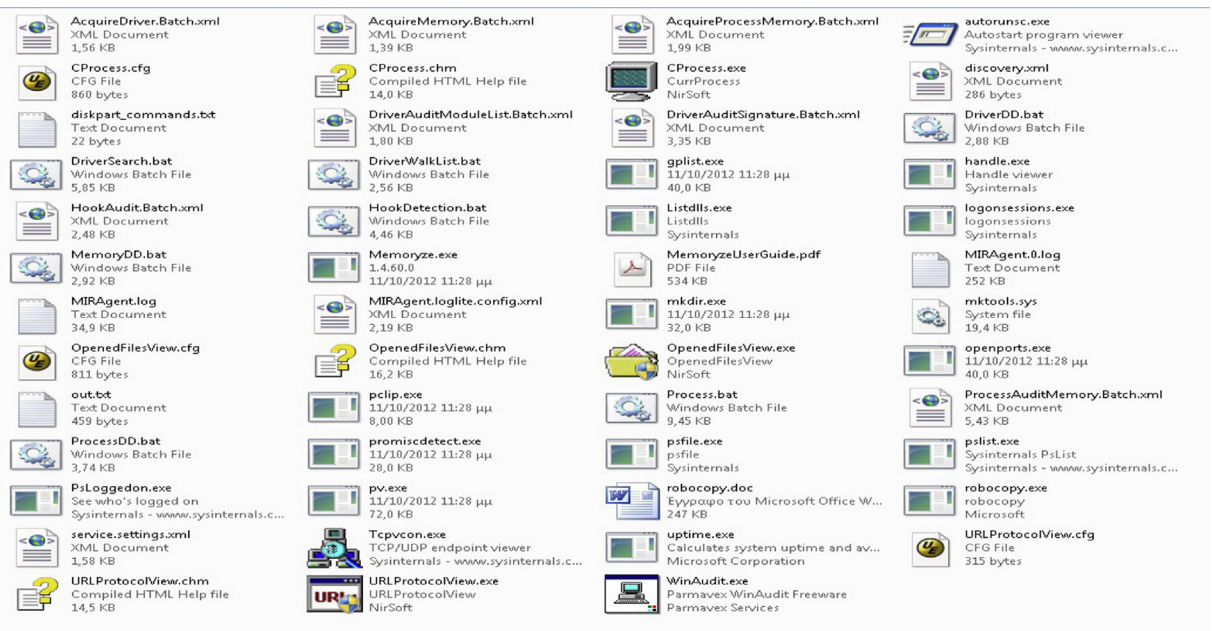 AcquireDriver.Batch.xml
XML Document
1,56 KB
AcquireMemory.Batch.xml
XML Document
1,39 KB
AcquireProcessMemory.Batch.xml
XML Document
1,99 KB
autorunsc.exe
Autostart program viewer
Sysinternals - www.sysinternals.c...
CProcess.cfg
CFG File
860 bytes
CProcess.chm
Compiled HTML Help file
14,0 KB
CProcess.exe
CurrProcess
NirSoft
discovery.xml
XML Document
286 bytes
diskpart_commands.txt
Text Document
22 bytes
DriverAuditModuleList.Batch.xml
XML Document
1,80 KB
DriverAuditSignature.Batch.xml
XML Document
3,35 KB
DriverDD.bat
Windows Batch File
2,88 KB
DriverSearch.bat
Windows Batch File
5,85 KB
DriverWalkList.bat
Windows Batch File
2,56 KB
gplist.exe
11/10/2012 11:28 μμ
40,0 KB
handle.exe
Handle viewer
Sysinternals
HookAudit.Batch.xml
XML Document
2,48 KB
HookDetection.bat
Windows Batch File
4,46 KB
Listdlls.exe
Listdlls
Sysinternals
logonsessions.exe
logonsessions
Sysinternals
MemoryDD.bat
Windows Batch File
2,92 KB
Memoryze.exe
1.4.60.0
11/10/2012 11:28 μμ
MemoryzeUserGuide.pdf
PDF File
534 KB
MIRAgent.0.log
Text Document
252 KB
MIRAgent.log
Text Document
34,9 KB
MIRAgent.loglite.config.xml
XML Document
2,19 KB
mkdir.exe
11/10/2012 11:28 μμ
32,0 KB
mktools.sys
System file
19,4 KB
OpenedFilesView.cfg
CFG File
811 bytes
OpenedFilesView.chm
Compiled HTML Help file
16,2 KB
OpenedFilesView.exe
OpenedFilesView
NirSoft
openports.exe
11/10/2012 11:28 μμ
40,0 KB
out.txt
Text Document
459 bytes
pclip.exe
11/10/2012 11:28 μμ
8,00 KB
Process.bat
Windows Batch File
9,45 KB
ProcessAuditMemory.Batch.xml
XML Document
5,43 KB
ProcessDD.bat
Windows Batch File
3,74 KB
promiscdetect.exe
11/10/2012 11:28 μμ
28,0 KB
psfile.exe
psfile
Sysinternals
pslist.exe
Sysinternals PsList
Sysinternals - www.sysinternals.c...
PsLoggedon.exe
See who's logged on
Sysinternals - www.sysinternals.c...
pv.exe
11/10/2012 11:28 μμ
72,0 KB
robocopy.doc
Έγγραφο του Microsoft Office W...
247 KB
robocopy.exe
robocopy
Microsoft
service.settings.xml
XML Document
1,58 KB
Tcpvcon.exe
TCP/UDP endpoint viewer
Sysinternals - www.sysinternals.c...
uptime.exe
Calculates system uptime and av...
Microsoft Corporation
URLProtocolView.cfg
CFG File
315 bytes
URLProtocolView.chm
Compiled HTML Help file
14,5 KB
URLProtocolView.exe
URLProtocolView
NirSoft
WinAudit.exe
Parmavex WinAudit Freeware
Parmavex Services